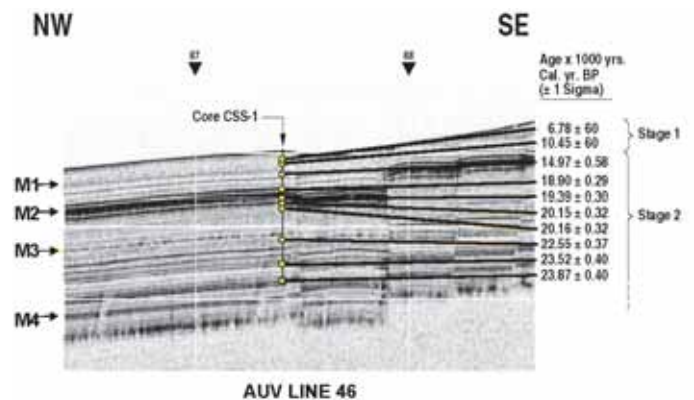 NW
SE
67
68
Age x 1000 yrs.
Cal. yr. BP
(± 1 Sigma)
Core CSS-1
6.78 ± 60
10.45 ± 60
14.97 ± 0.58
18.90 ± 0.29
19.39 ± 0.30
20.15 ± 0.32
20.16 ± 0.32
22.55 ± 0.37
23.52 ± 0.40
23.87 ± 0.40
Stage 1
Stage 2
M1
M2
M3
M4
AUV LINE 46